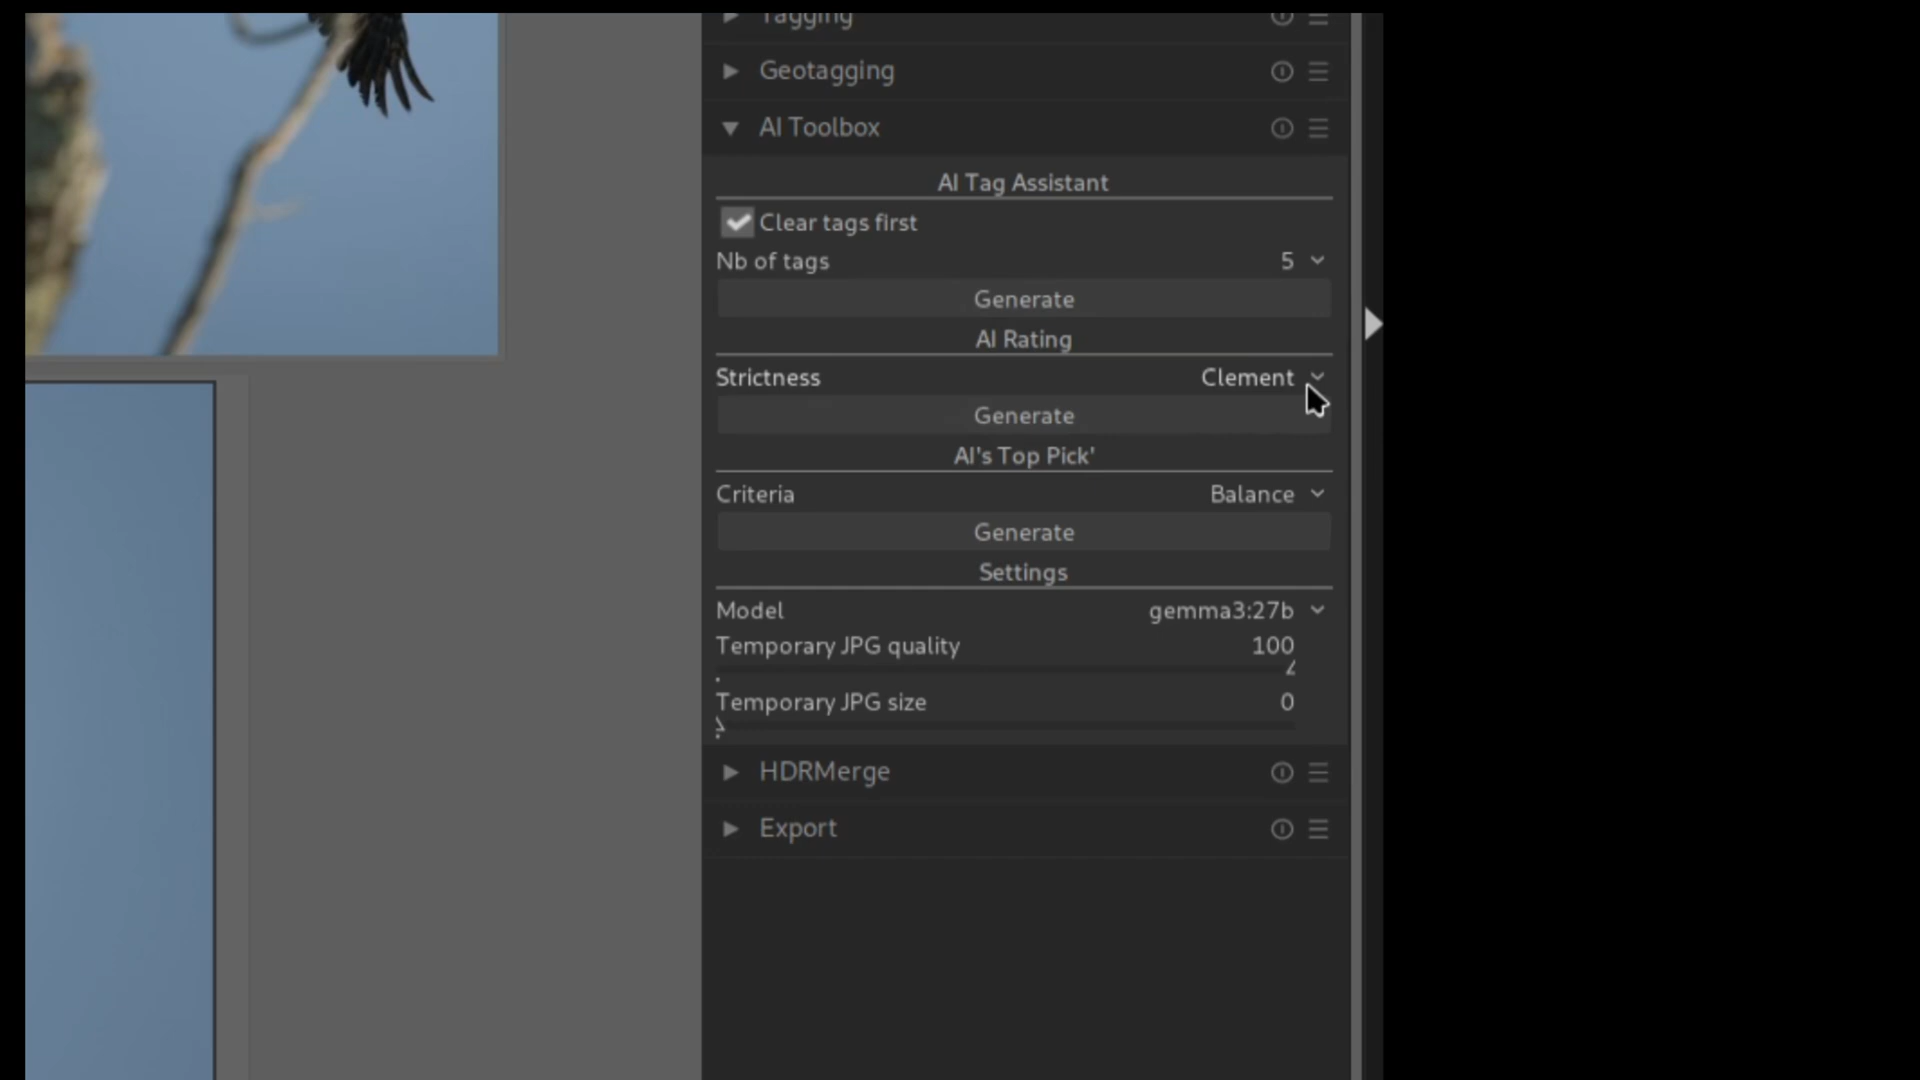 Tagging
Geotagging
AI Toolbox
AI Tag Assistant
Clear tags first
Nb of tags 5
Generate
AI Rating
Strictness Clement
Generate
AI's Top Pick'
Criteria Balance
Generate
Settings
Model gemma3:27b
Temporary JPG quality 100
Temporary JPG size 0
HDRMerge
Export